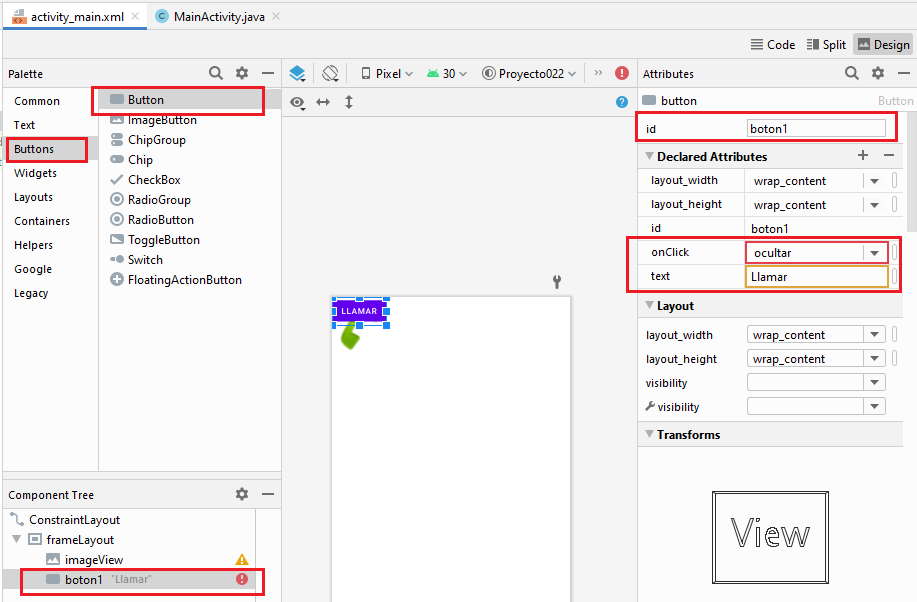 activity_main.xml
MainActivity.java
Code
Split
Design
Palette
Common
Text
Buttons
Widgets
Layouts
Containers
Helpers
Google
Legacy
Button
ImageButton
ChipGroup
Chip
CheckBox
RadioGroup
RadioButton
ToggleButton
Switch
FloatingActionButton
Pixel
30
Proyecto022
LLAMAR
Component Tree
ConstraintLayout
frameLayout
imageView
boton1 "Llamar"
Attributes
button Button
id boton1
Declared Attributes
layout_width wrap_content
layout_height wrap_content
id boton1
onClick ocultar
text Llamar
Layout
layout_width wrap_content
layout_height wrap_content
visibility
visibility
Transforms
View